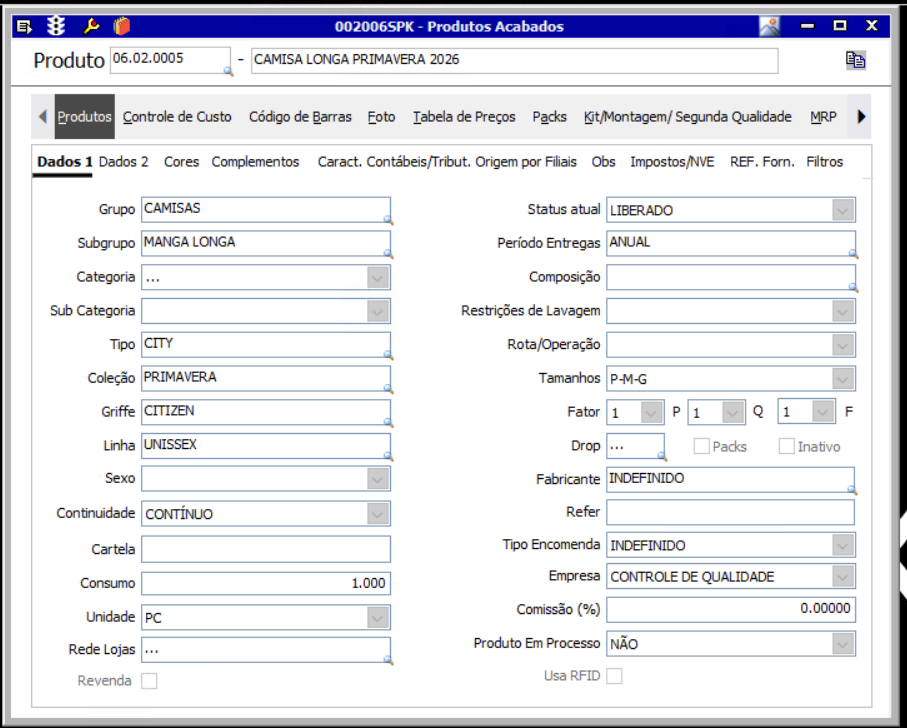 002006SPK - Produtos Acabados
Produto 06.02.0005 - CAMISA LONGA PRIMAVERA 2026
Produtos Controle de Custo Código de Barras Foto Tabela de Preços Packs Kit/Montagem/ Segunda Qualidade MRP
Dados 1 Dados 2 Cores Complementos Caract. Contábeis/Tribut. Origem por Filiais Obs Impostos/NVE REF. Forn. Filtros
Grupo CAMISAS
Status atual LIBERADO
Subgrupo MANGA LONGA
Período Entregas ANUAL
Categoria ...
Composição
Sub Categoria
Restrições de Lavagem
Tipo CITY
Rota/Operação
Coleção PRIMAVERA
Tamanhos P-M-G
Griffe CITIZEN
Fator 1 P 1 Q 1 F
Linha UNISSEX
Drop ... Packs Inativo
Sexo
Fabricante INDEFINIDO
Continuidade CONTÍNUO
Refer
Cartela
Tipo Encomenda INDEFINIDO
Consumo 1.000
Empresa CONTROLE DE QUALIDADE
Unidade PC
Comissão (%) 0.00000
Rede Lojas ...
Produto Em Processo NÃO
Revenda
Usa RFID